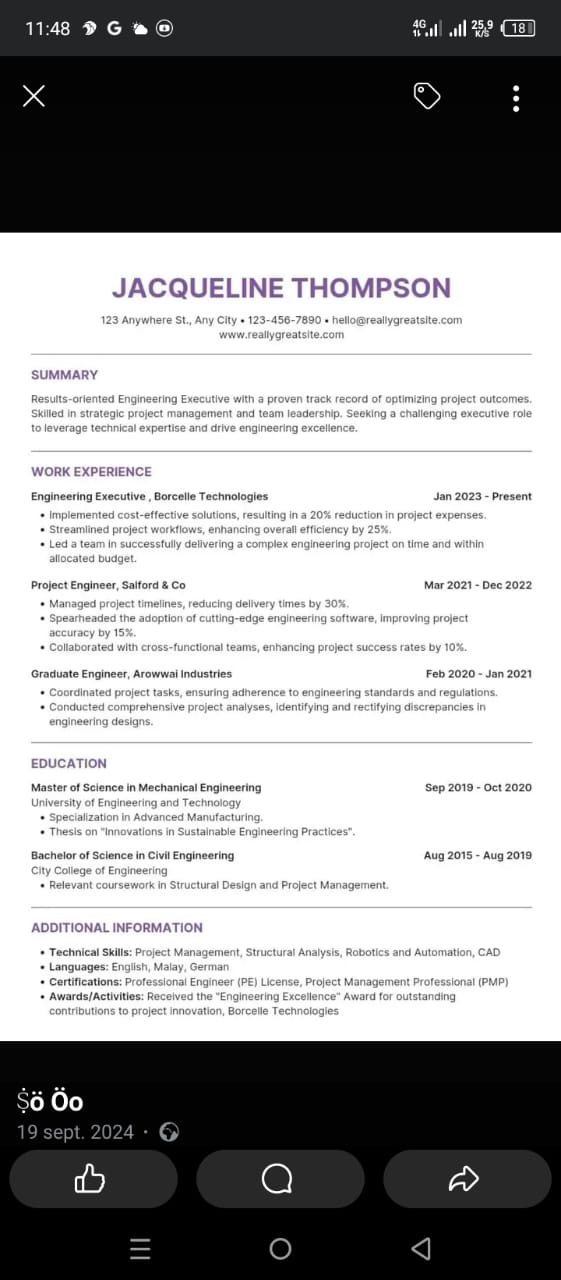 11:48
4G
25,9
K/S
18
JACQUELINE THOMPSON
123 Anywhere St., Any City • 123-456-7890 • hello@reallygreatsite.com
www.reallygreatsite.com
SUMMARY
Results-oriented Engineering Executive with a proven track record of optimizing project outcomes.
Skilled in strategic project management and team leadership. Seeking a challenging executive role
to leverage technical expertise and drive engineering excellence.
WORK EXPERIENCE
Engineering Executive , Borcelle Technologies Jan 2023 - Present
• Implemented cost-effective solutions, resulting in a 20% reduction in project expenses.
• Streamlined project workflows, enhancing overall efficiency by 25%.
• Led a team in successfully delivering a complex engineering project on time and within
allocated budget.
Project Engineer, Salford & Co Mar 2021 - Dec 2022
• Managed project timelines, reducing delivery times by 30%.
• Spearheaded the adoption of cutting-edge engineering software, improving project
accuracy by 15%.
• Collaborated with cross-functional teams, enhancing project success rates by 10%.
Graduate Engineer, Arowwai Industries Feb 2020 - Jan 2021
• Coordinated project tasks, ensuring adherence to engineering standards and regulations.
• Conducted comprehensive project analyses, identifying and rectifying discrepancies in
engineering designs.
EDUCATION
Master of Science in Mechanical Engineering Sep 2019 - Oct 2020
University of Engineering and Technology
• Specialization in Advanced Manufacturing.
• Thesis on "Innovations in Sustainable Engineering Practices".
Bachelor of Science in Civil Engineering Aug 2015 - Aug 2019
City College of Engineering
• Relevant coursework in Structural Design and Project Management.
ADDITIONAL INFORMATION
• Technical Skills: Project Management, Structural Analysis, Robotics and Automation, CAD
• Languages: English, Malay, German
• Certifications: Professional Engineer (PE) License, Project Management Professional (PMP)
• Awards/Activities: Received the "Engineering Excellence" Award for outstanding
contributions to project innovation, Borcelle Technologies
Ṩö Öo
19 sept. 2024 ·